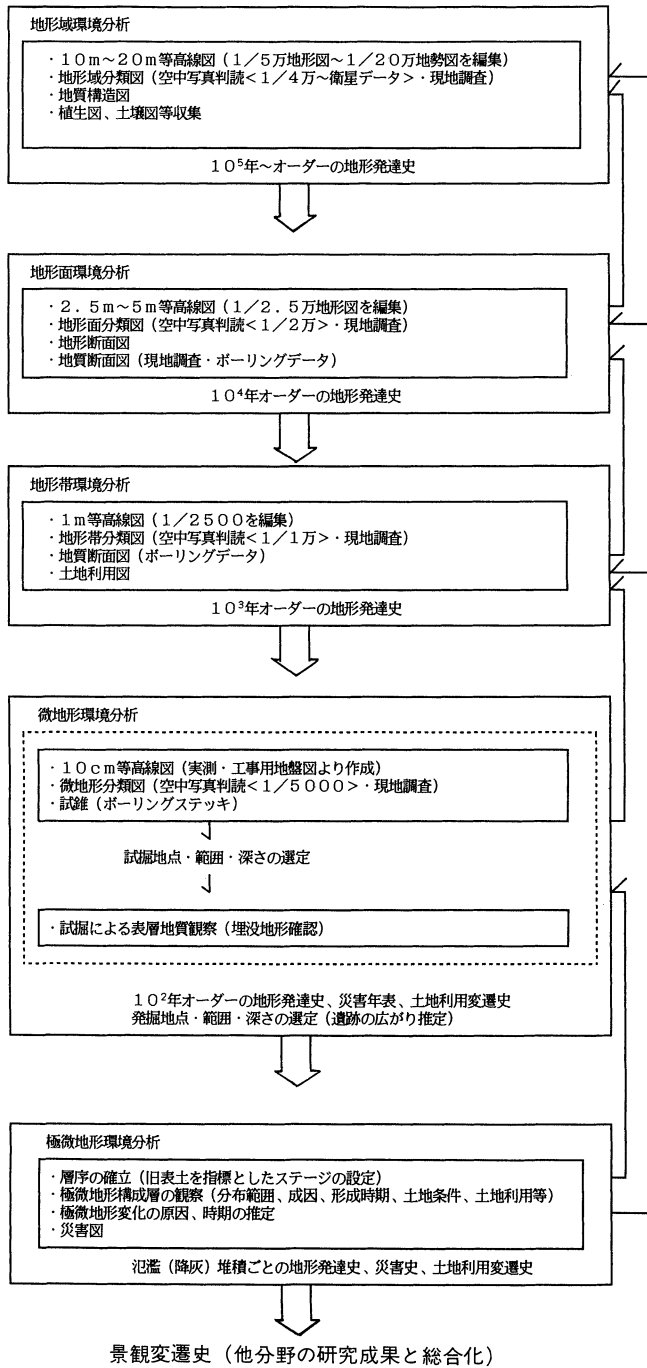 地形域環境分析
・10m～20m等高線図(1／5万地形図～1／20万地勢図を編集)
・地形域分類図(空中写真判読<1／4万～衛星データ>・現地調査)
・地質構造図
・植生図、土壌図等収集
10⁵年～オーダーの地形発達史
地形面環境分析
・2.5m～5m等高線図(1／2.5万地形図を編集)
・地形面分類図(空中写真判読<1／2万>・現地調査)
・地形断面図
・地質断面図(現地調査・ボーリングデータ)
10⁴年オーダーの地形発達史
地形帯環境分析
・1m等高線図(1／2500を編集)
・地形帯分類図(空中写真判読<1／1万>・現地調査)
・地質断面図(ボーリングデータ)
・土地利用図
10³年オーダーの地形発達史
微地形環境分析
・10cm等高線図(実測・工事用地盤図より作成)
・微地形分類図(空中写真判読<1／5000>・現地調査)
・試錐(ボーリングステッキ)
試掘地点・範囲・深さの選定
・試掘による表層地質観察(埋没地形確認)
10²年オーダーの地形発達史、災害年表、土地利用変遷史
発掘地点・範囲・深さの選定(遺跡の広がり推定)
極微地形環境分析
・層序の確立(旧表土を指標としたステージの設定)
・極微地形構成層の観察(分布範囲、成因、形成時期、土地条件、土地利用等)
・極微地形変化の原因、時期の推定
・災害図
氾濫(降灰)堆積ごとの地形発達史、災害史、土地利用変遷史
景観変遷史(他分野の研究成果と総合化)